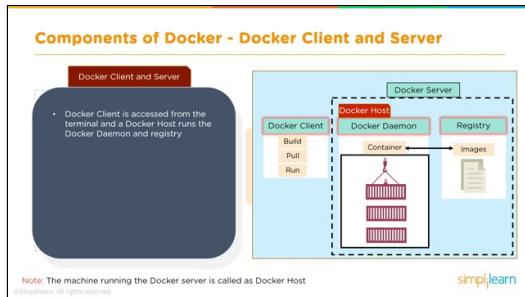 Components of Docker - Docker Client and Server
Docker Client and Server
• Docker Client is accessed from the
terminal and a Docker Host runs the
Docker Daemon and registry
Docker Server
Docker Host
Docker Client
Docker Daemon
Registry
Build
Pull
Run
Container
Images
Note: The machine running the Docker server is called as Docker Host
simplilearn
©Simplilearn. All rights reserved.